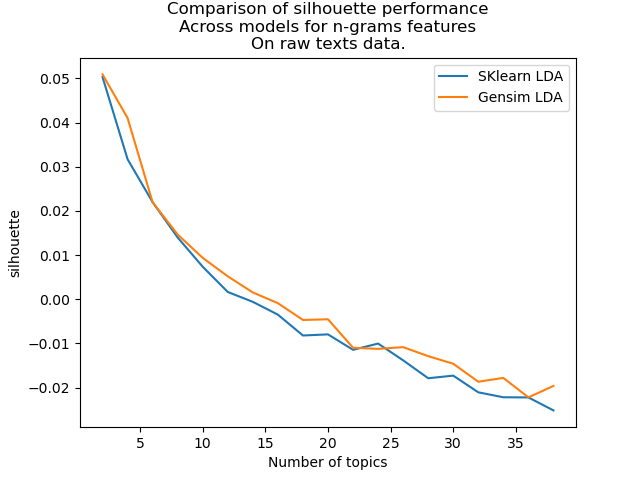 Comparison of silhouette performance
Across models for n-grams features
On raw texts data.
SKlearn LDA
Gensim LDA
silhouette
0.05
0.04
0.03
0.02
0.01
0.00
−0.01
−0.02
5 10 15 20 25 30 35
Number of topics